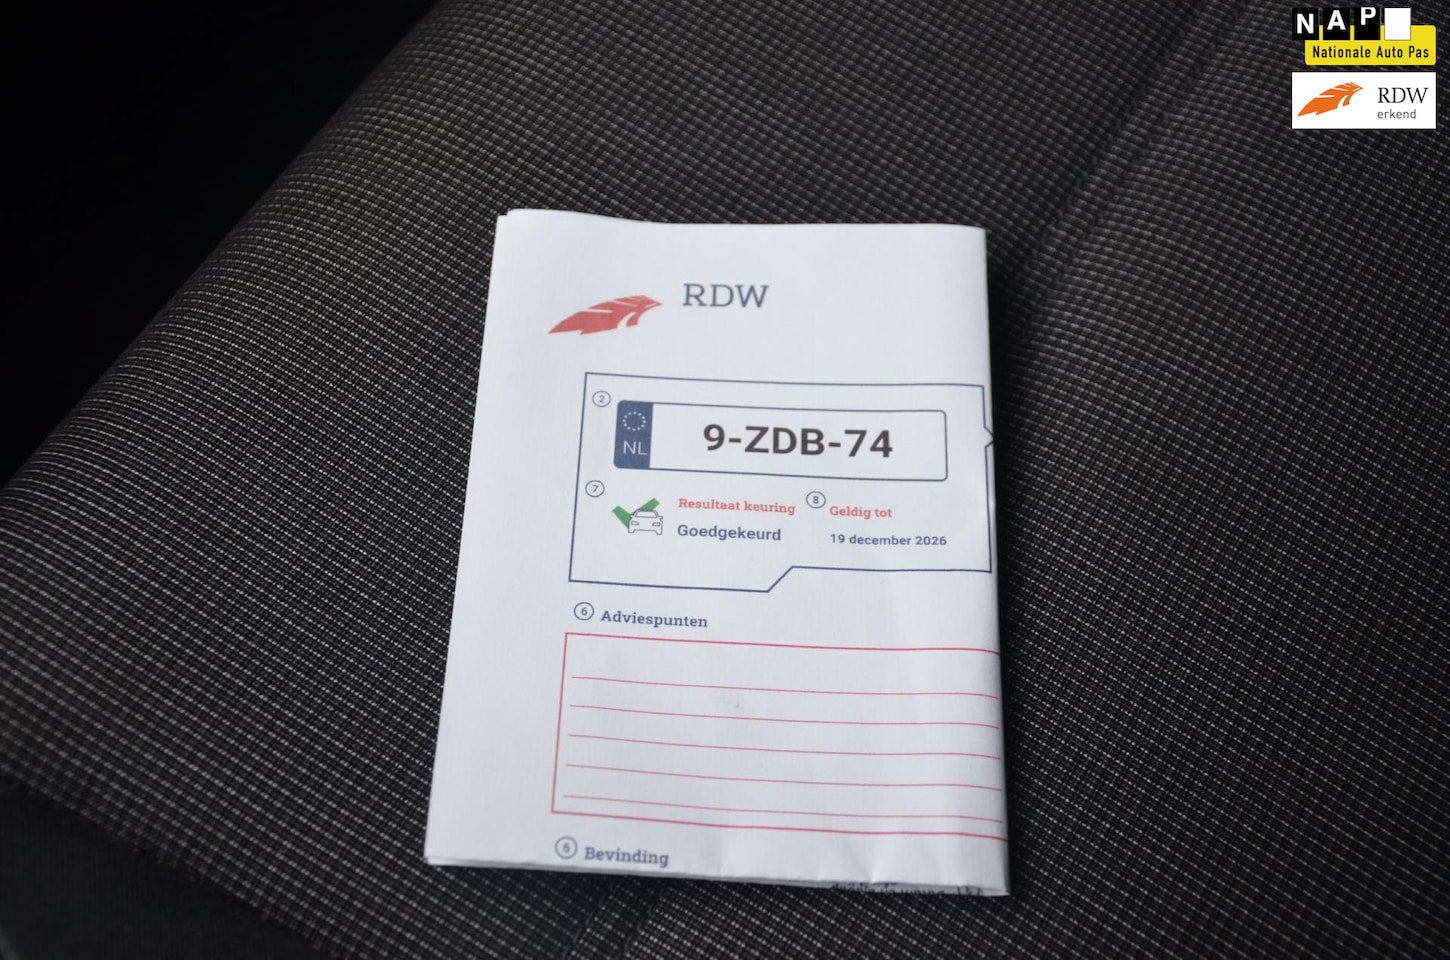 NAP
Nationale Auto Pas
RDW
erkend
RDW
2
NL
9-ZDB-74
7
Resultaat keuring
8
Geldig tot
Goedgekeurd
19 december 2026
6 Adviespunten
6 Bevinding